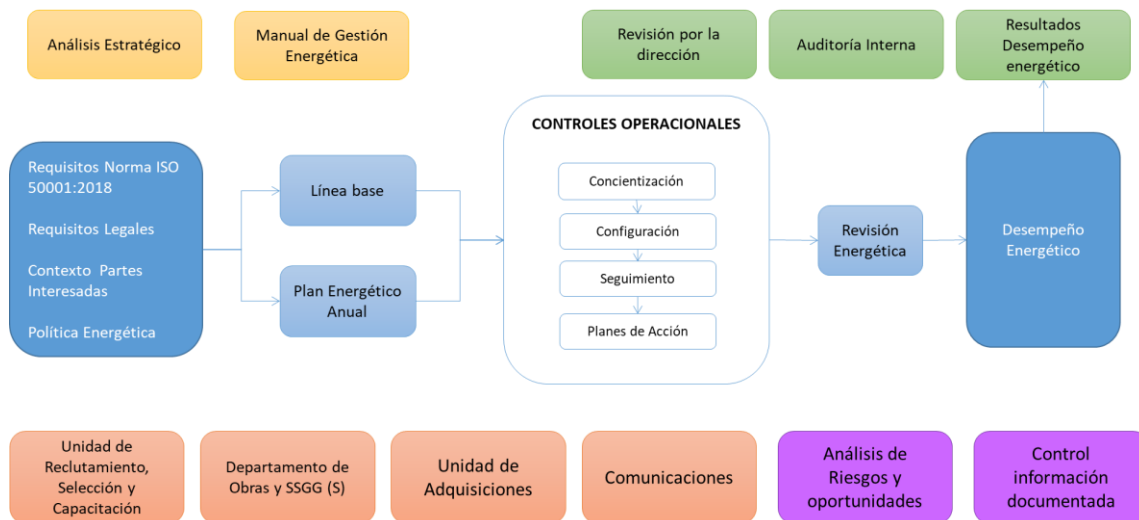 Análisis Estratégico
Manual de Gestión
Energética
Revisión por la
dirección
Auditoría Interna
Resultados
Desempeño
energético
CONTROLES OPERACIONALES
Requisitos Norma ISO
50001:2018
Requisitos Legales
Contexto Partes
Interesadas
Política Energética
Línea base
Plan Energético
Anual
Concientización
Configuración
Seguimiento
Planes de Acción
Revisión
Energética
Desempeño
Energético
Unidad de
Reclutamiento,
Selección y
Capacitación
Departamento de
Obras y SSGG (S)
Unidad de
Adquisiciones
Comunicaciones
Análisis de
Riesgos y
oportunidades
Control
información
documentada